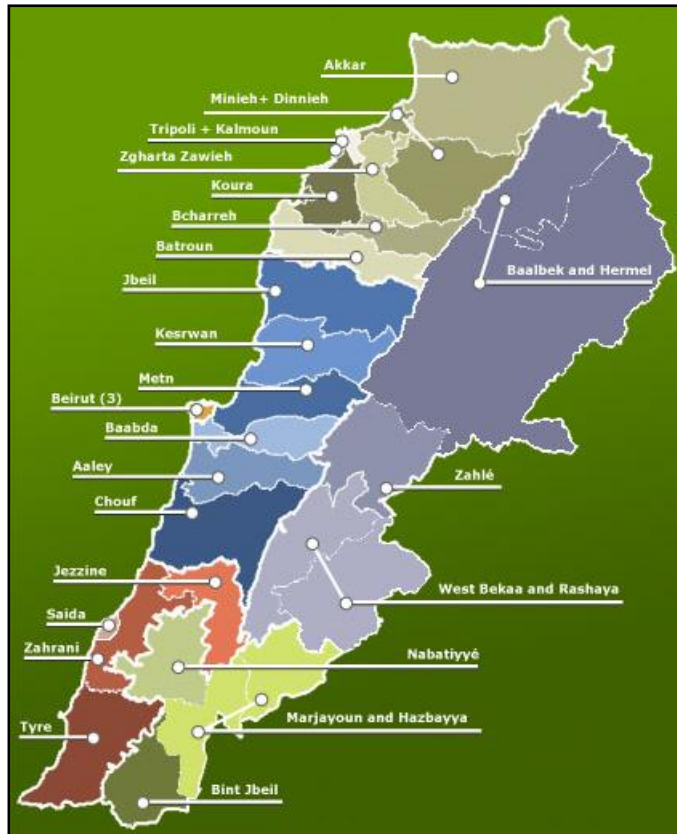 Akkar
Minieh+ Dinnieh
Tripoli + Kalmoun
Zgharta Zawieh
Koura
Bcharreh
Batroun
Baalbek and Hermel
Jbeil
Kesrwan
Metn
Beirut (3)
Baabda
Aaley
Zahlé
Chouf
Jezzine
West Bekaa and Rashaya
Saida
Zahrani
Nabatiyyé
Marjayoun and Hazbayya
Tyre
Bint Jbeil